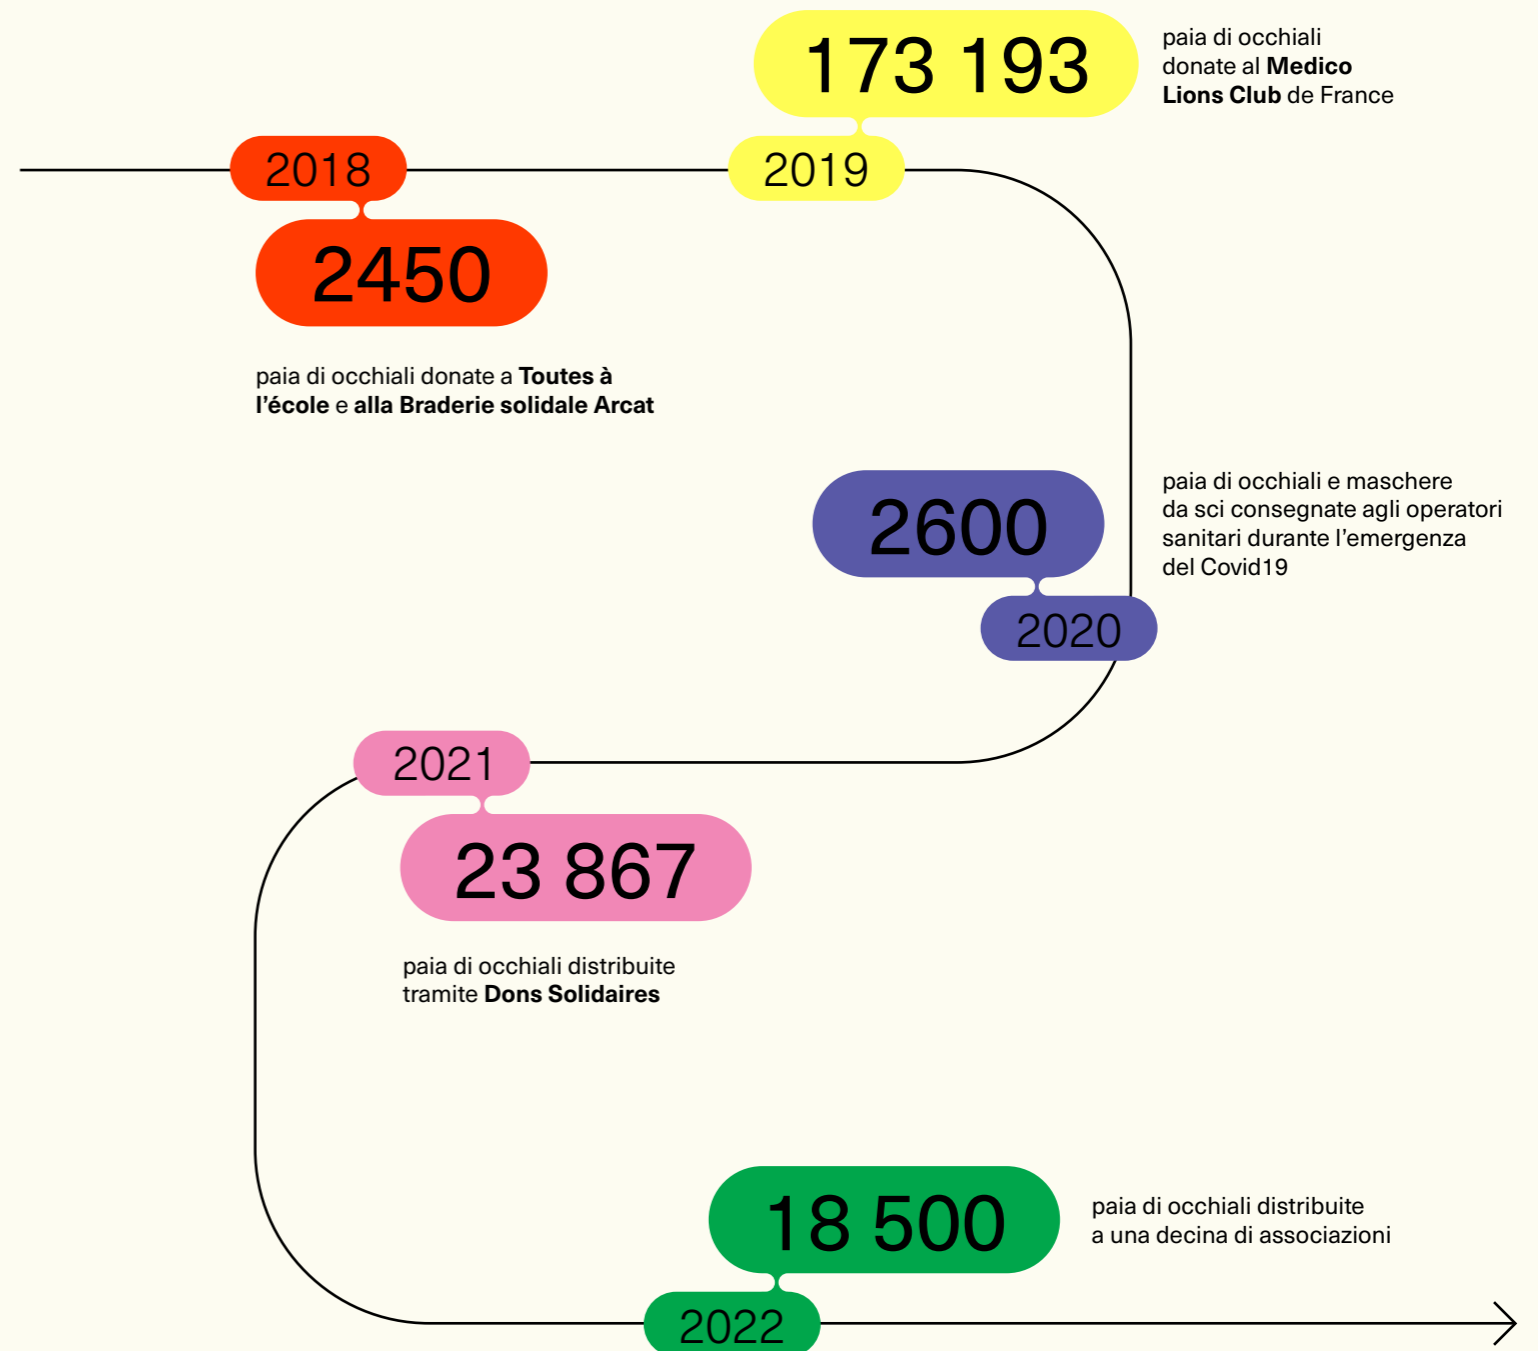 173 193
paia di occhiali
donate al Medico
Lions Club de France
2018
2019
2450
paia di occhiali donate a Toutes à
l’école e alla Braderie solidale Arcat
2600
paia di occhiali e maschere
da sci consegnate agli operatori
sanitari durante l’emergenza
del Covid19
2020
2021
23 867
paia di occhiali distribuite
tramite Dons Solidaires
18 500
paia di occhiali distribuite
a una decina di associazioni
2022